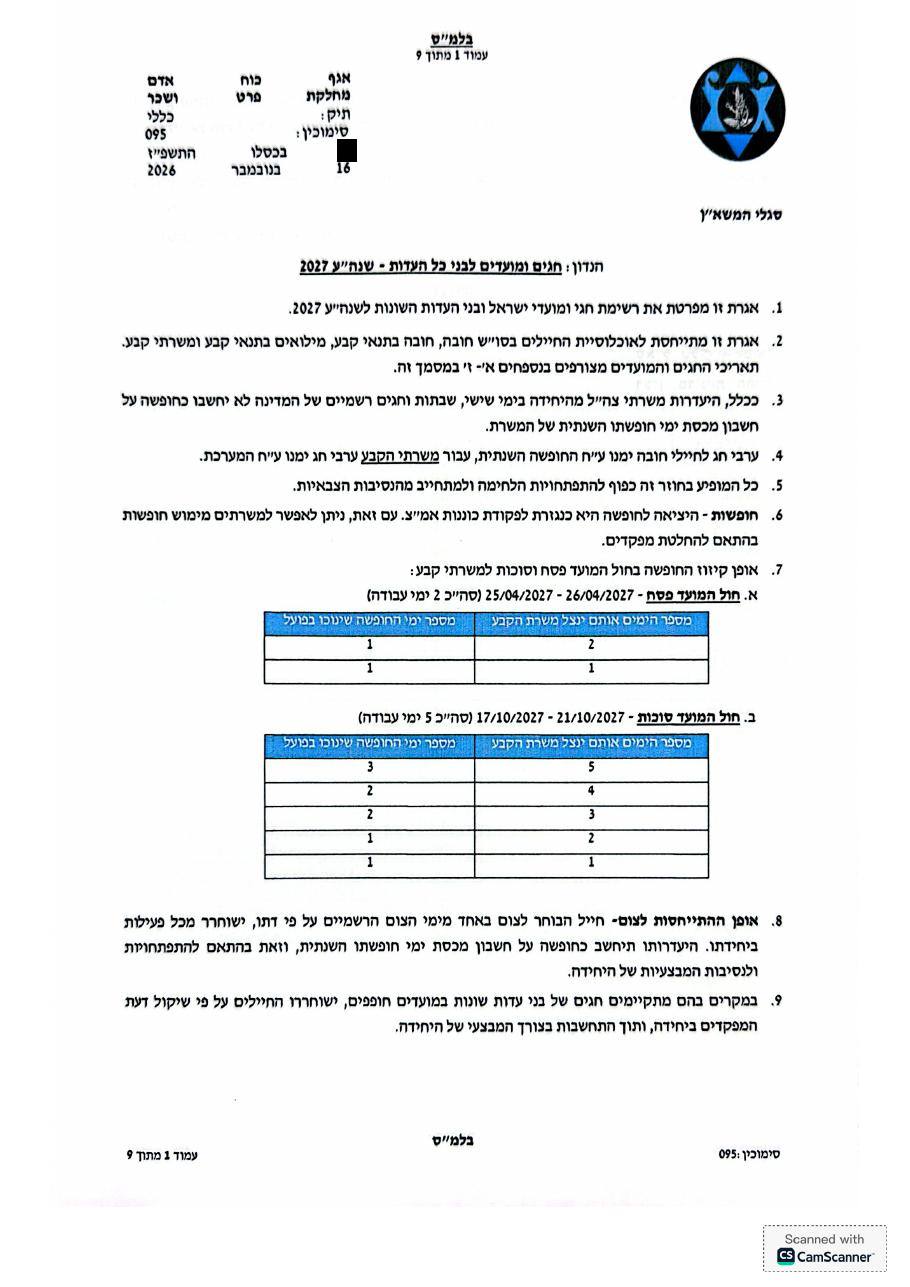 בלמ"ס
עמוד 1 מתוך 9
אגף כוח אדם
מחלקת פרט ושכר
תיק: כללי
סימוכין: 095
בכסלו התשפ"ז
16 בנובמבר 2026
סגלי המשא"ן
הנדון: חגים ומועדים לבני כל העדות - שנה"ע 2027
1. אגרת זו מפרטת את רשימת חגי ומועדי ישראל ובני העדות השונות לשנה"ע 2027.
2. אגרת זו מתייחסת לאוכלוסיית החיילים בסו"ש חובה, חובה בתנאי קבע, מילואים בתנאי קבע ומשרתי קבע.
תאריכי החגים והמועדים מצורפים בנספחים א'- ז' במסמך זה.
3. ככלל, היעדרות משרתי צה"ל מהיחידה בימי שישי, שבתות וחגים רשמיים של המדינה לא יחשבו כחופשה על
חשבון מכסת ימי חופשתו השנתית של המשרת.
4. ערבי חג לחיילי חובה ימנו ע"ח החופשה השנתית, עבור משרתי הקבע ערבי חג ימנו ע"ח המערכת.
5. כל המופיע בחוזר זה כפוף להתפתחויות הלחימה ולמתחייב מהנסיבות הצבאיות.
6. חופשות - היציאה לחופשה היא כנגזרת לפקודת כוננות אמ"צ. עם זאת, ניתן לאפשר למשרתים מימוש חופשות
בהתאם להחלטת מפקדים.
7. אופן קיזוז החופשה בחול המועד פסח וסוכות למשרתי קבע:
א. חול המועד פסח - 26/04/2027 - 25/04/2027 (סה"כ 2 ימי עבודה)
מספר הימים אותם ינצל משרת הקבע מספר ימי החופשה שינוכו בפועל
2 1
1 1
ב. חול המועד סוכות - 21/10/2027 - 17/10/2027 (סה"כ 5 ימי עבודה)
מספר הימים אותם ינצל משרת הקבע מספר ימי החופשה שינוכו בפועל
5 3
4 2
3 2
2 1
1 1
8. אופן ההתייחסות לצום- חייל הבוחר לצום באחד מימי הצום הרשמיים על פי דתו, ישוחרר מכל פעילות
ביחידתו. היעדרותו תיחשב כחופשה על חשבון מכסת ימי חופשתו השנתית, וזאת בהתאם להתפתחויות
ולנסיבות המבצעיות של היחידה.
9. במקרים בהם מתקיימים חגים של בני עדות שונות במועדים חופפים, ישוחררו החיילים על פי שיקול דעת
המפקדים ביחידה, ותוך התחשבות בצורך המבצעי של היחידה.
בלמ"ס
סימוכין: 095 עמוד 1 מתוך 9
Scanned with
CS CamScanner